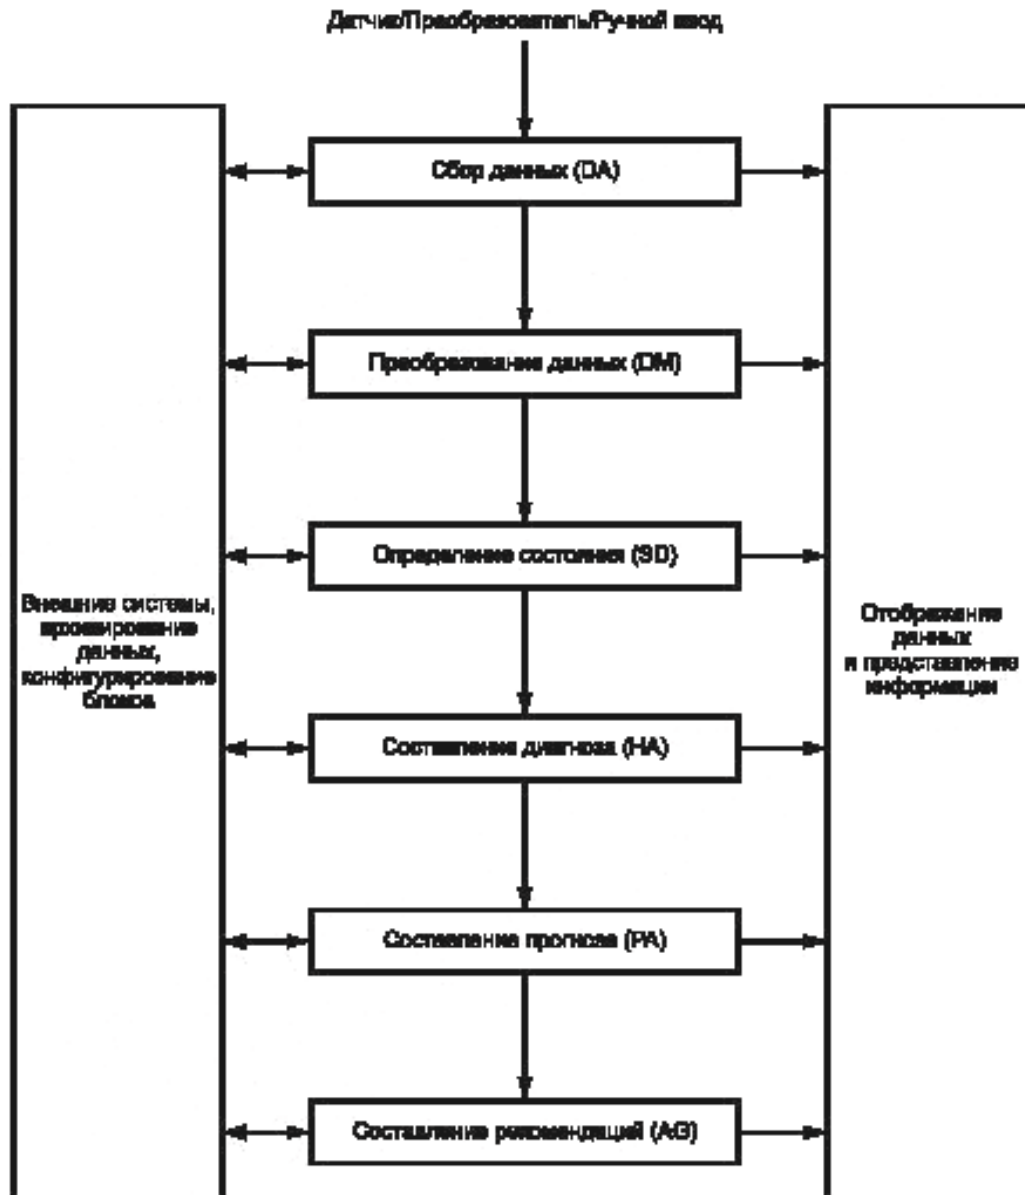 Датчик/Преобразователь/Ручной ввод
Сбор данных (DA)
Преобразование данных (DM)
Определение состояния (SD)
Внешние системы,
архивирование
данных,
конфигурирование
блоков
Отображение
данных
и представление
информации
Составление диагноза (HA)
Составление прогноза (PA)
Составление рекомендаций (AG)